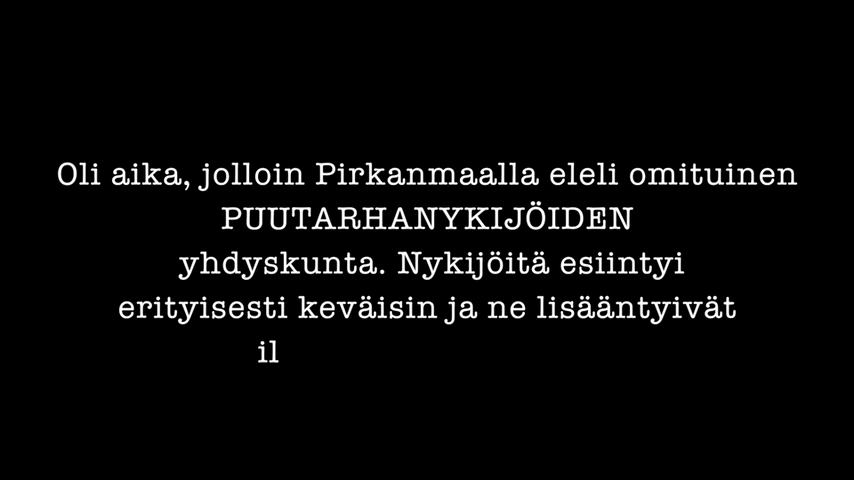 Oli aika, jolloin Pirkanmaalla eleli omituinen
PUUTARHANYKIJÖIDEN
yhdyskunta. Nykijöitä esiintyi
erityisesti keväisin ja ne lisääntyivät
il